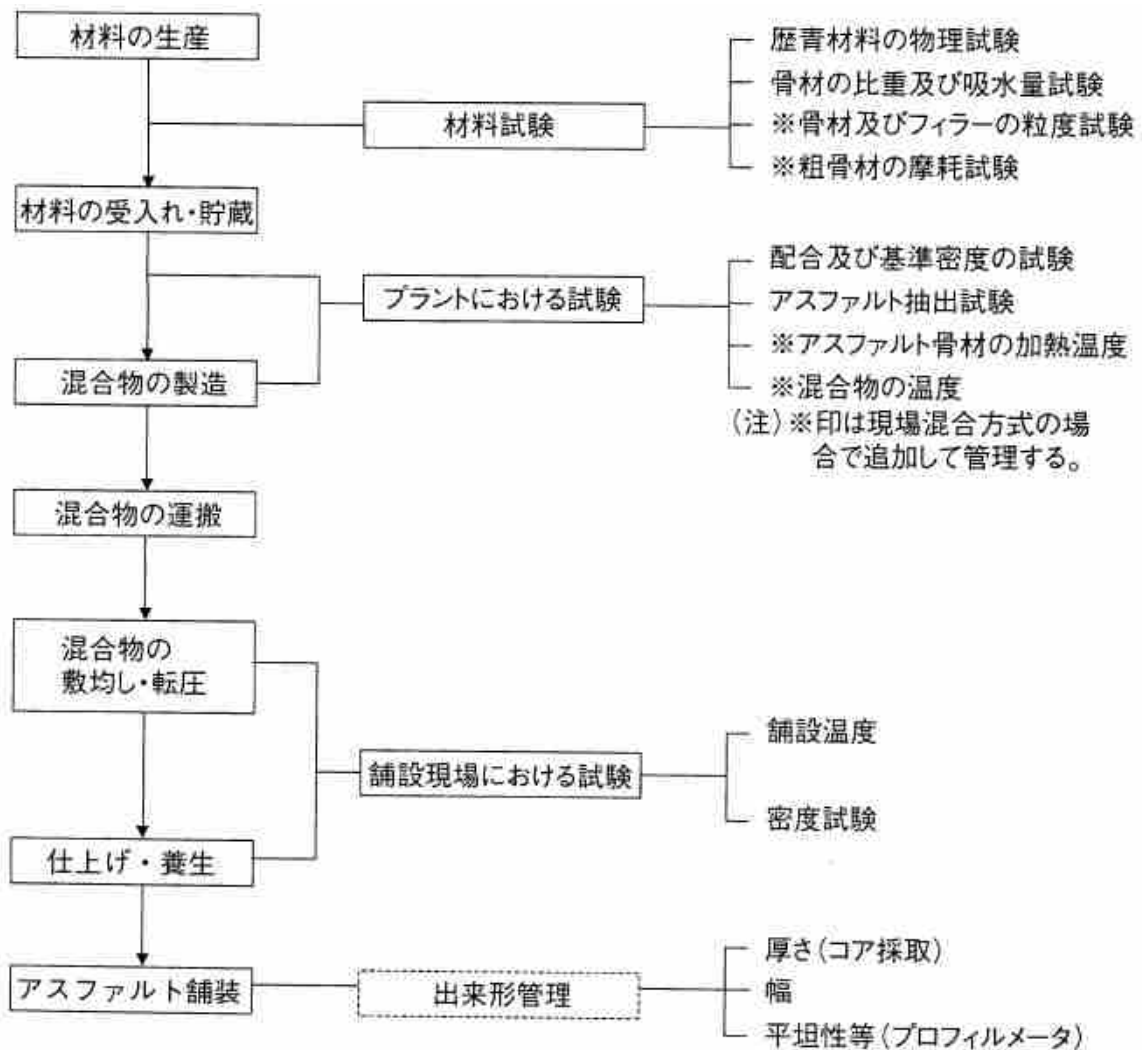 材料の生産
材料試験
歴青材料の物理試験
骨材の比重及び吸水量試験
※骨材及びフィラーの粒度試験
※粗骨材の摩耗試験
材料の受入れ・貯蔵
プラントにおける試験
配合及び基準密度の試験
アスファルト抽出試験
※アスファルト骨材の加熱温度
※混合物の温度
(注)※印は現場混合方式の場
合で追加して管理する。
混合物の製造
混合物の運搬
混合物の
敷均し・転圧
舗設現場における試験
舗設温度
密度試験
仕上げ・養生
アスファルト舗装
出来形管理
厚さ(コア採取)
幅
平坦性等(プロフィルメータ)